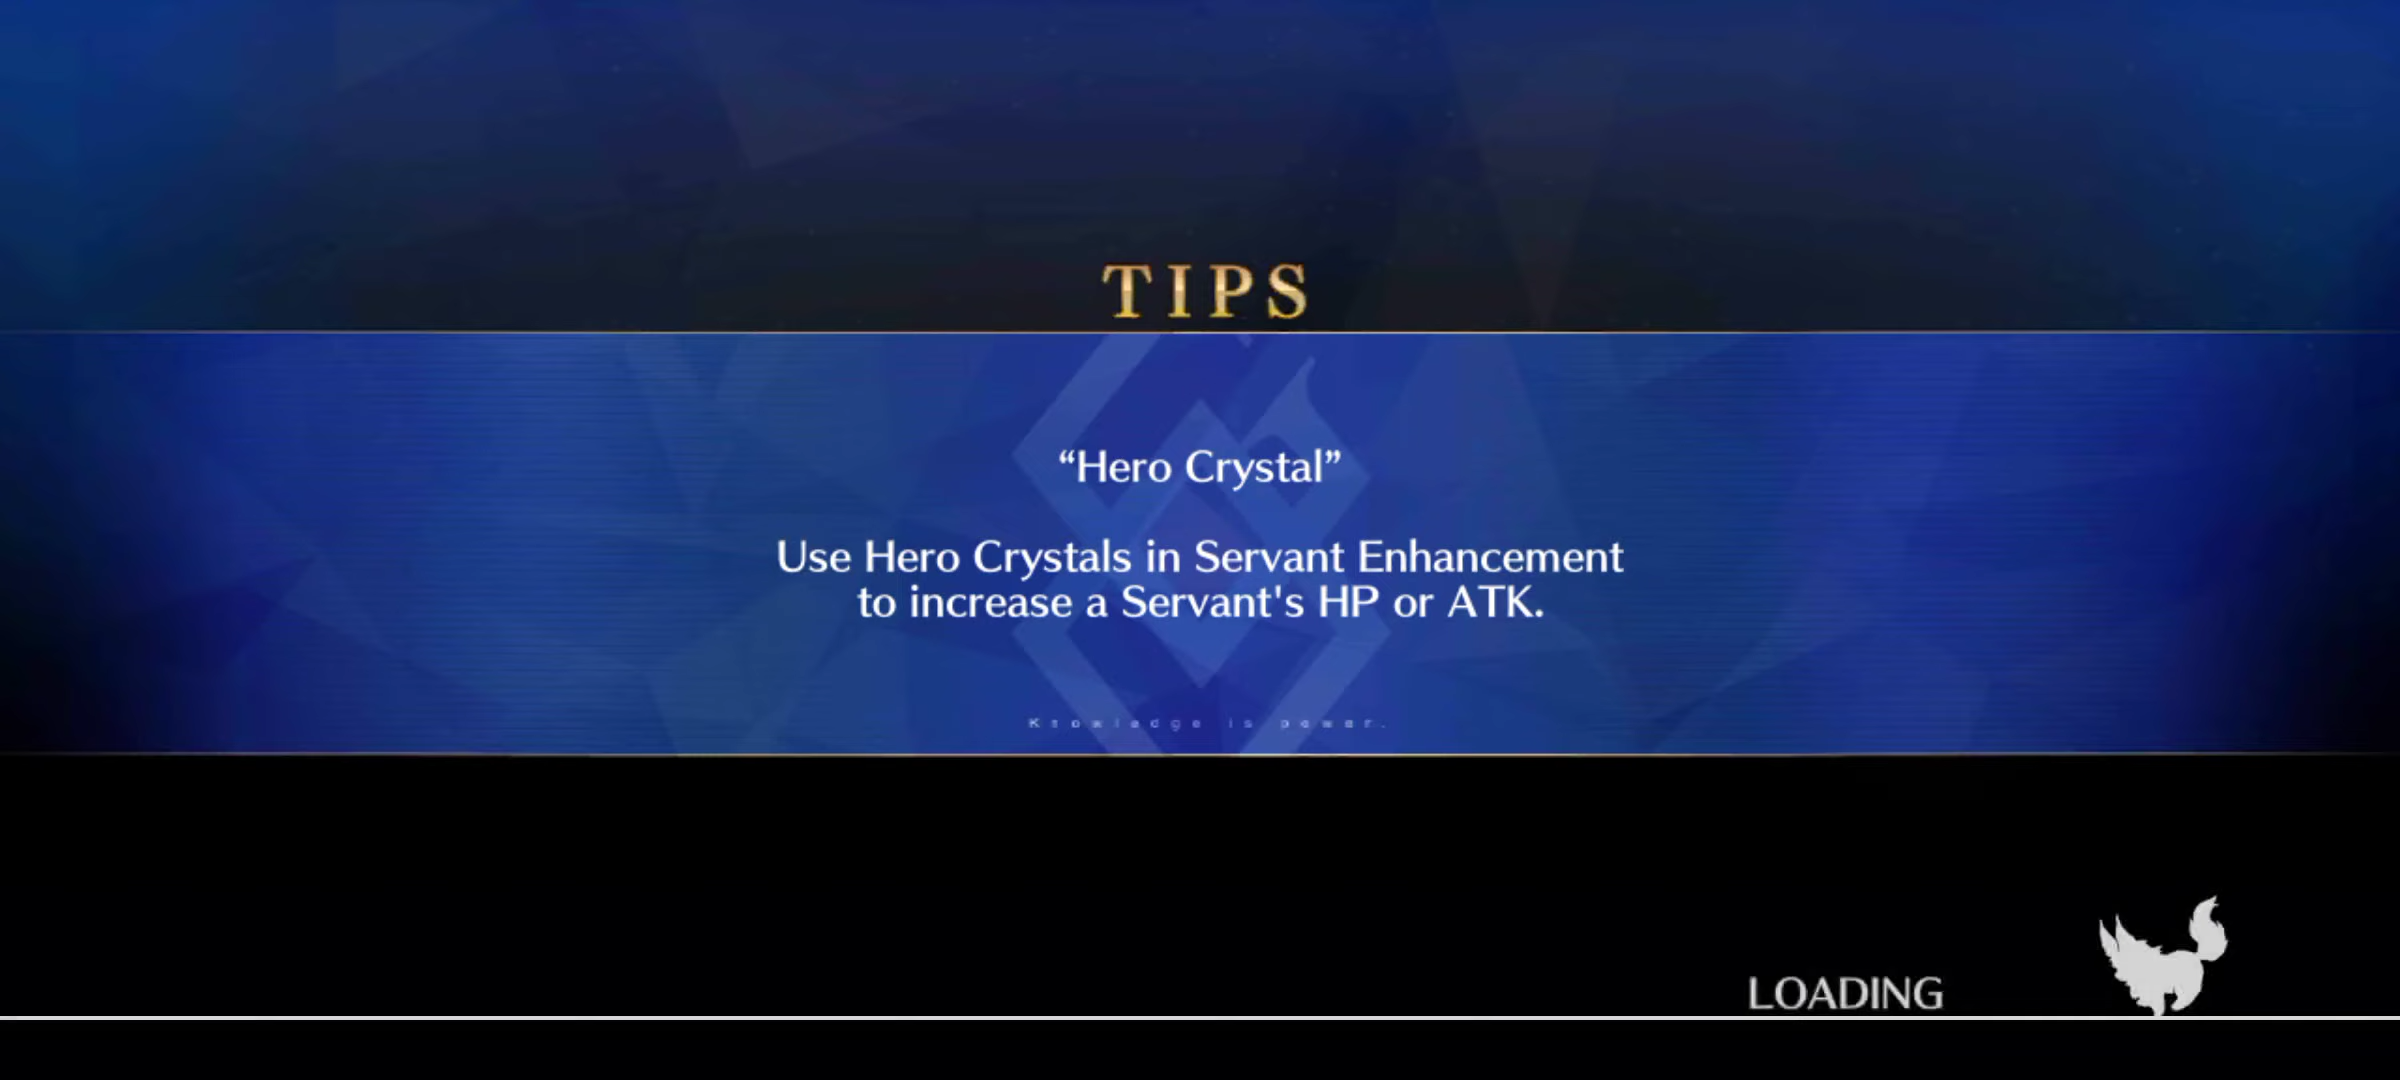 TIPS
“Hero Crystal”
Use Hero Crystals in Servant Enhancement
to increase a Servant's HP or ATK.
Knowledge is power.
LOADING